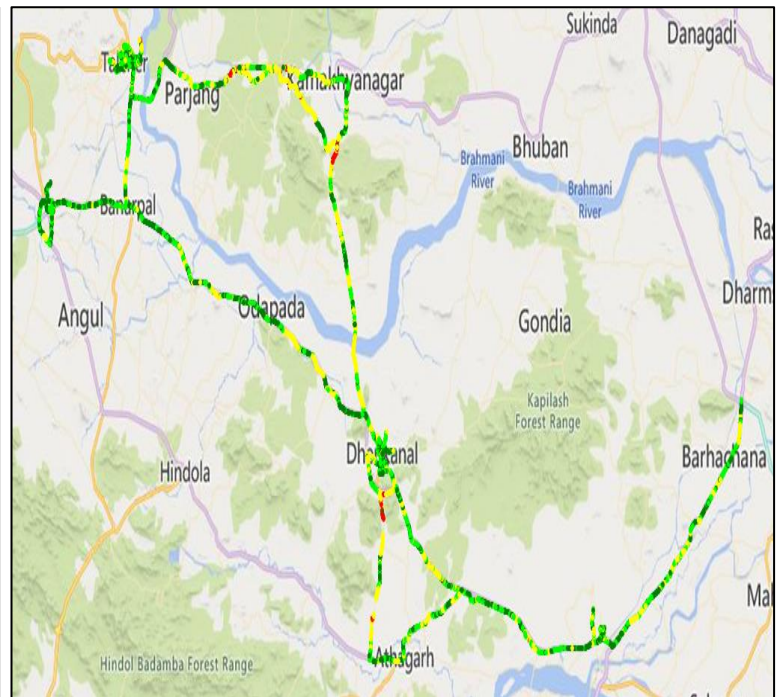 Sukinda
Danagadi
Parjang
Kamakhyanagar
Bhuban
Brahmani
River
Brahmani
River
Banarpal
Angul
Odapada
Gondia
Kapilash
Forest Range
Hindola
Barhachana
Athagarh
Hindol Badamba Forest Range